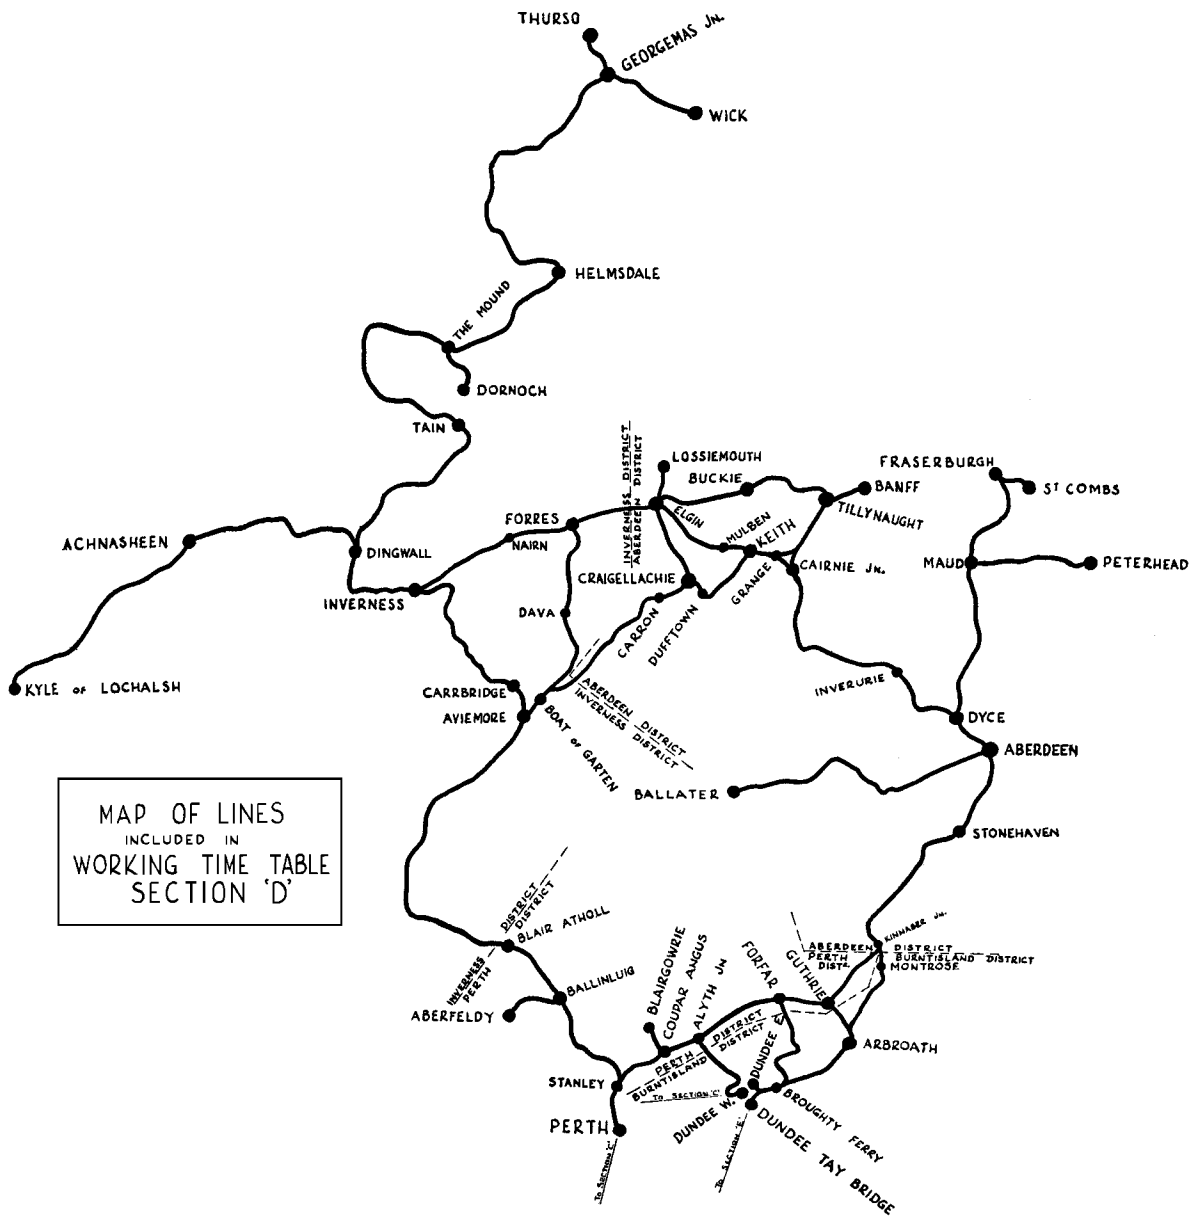 THURSO
GEORGEMAS JN.
WICK
HELMSDALE
THE MOUND
DORNOCH
TAIN
INVERNESS DISTRICT
ABERDEEN DISTRICT
LOSSIEMOUTH
BUCKIE
BANFF
TILLYNAUGHT
FRASERBURGH
ST COMBS
ACHNASHEEN
DINGWALL
FORRES
NAIRN
ELGIN
MULBEN
KEITH
GRANGE
CAIRNIE JN.
MAUD
PETERHEAD
INVERNESS
CRAIGELLACHIE
DAVA
CARRON
DUFFTOWN
KYLE OF LOCHALSH
CARRBRIDGE
AVIEMORE
BOAT OF GARTEN
ABERDEEN DISTRICT
INVERNESS DISTRICT
INVERURIE
DYCE
ABERDEEN
BALLATER
STONEHAVEN
MAP OF LINES
INCLUDED IN
WORKING TIME TABLE
SECTION 'D'
INVERNESS DISTRICT
PERTH DISTRICT
BLAIR ATHOLL
BALLINLUIG
ABERFELDY
BLAIRGOWRIE
COUPAR ANGUS
ALYTH JN
FORFAR
GUTHRIE
KINNABER JN.
ABERDEEN DISTRICT
PERTH DIST.
BURNTISLAND DISTRICT
MONTROSE
ARBROATH
STANLEY
PERTH DISTRICT
BURNTISLAND DISTRICT
TO SECTION 'C'
DUNDEE E.
DUNDEE W.
BROUGHTY FERRY
DUNDEE TAY BRIDGE
PERTH
TO SECTION 'C'
TO SECTION 'E'